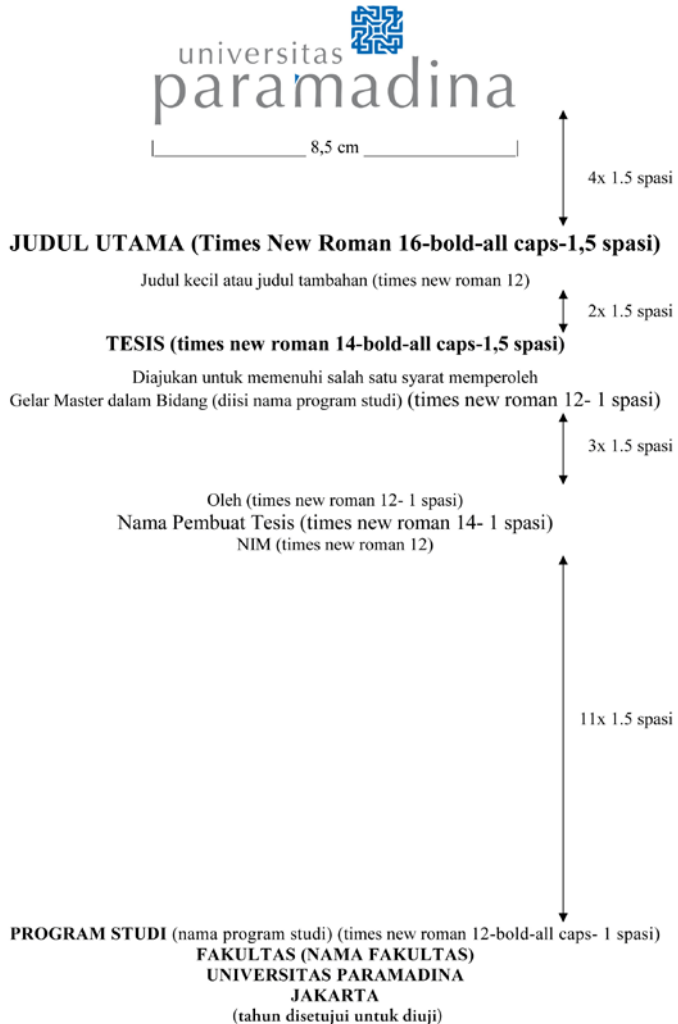 universitas
paramadina
8,5 cm
4x 1.5 spasi
JUDUL UTAMA (Times New Roman 16-bold-all caps-1,5 spasi)
Judul kecil atau judul tambahan (times new roman 12)
2x 1.5 spasi
TESIS (times new roman 14-bold-all caps-1,5 spasi)
Diajukan untuk memenuhi salah satu syarat memperoleh
Gelar Master dalam Bidang (diisi nama program studi) (times new roman 12- 1 spasi)
3x 1.5 spasi
Oleh (times new roman 12- 1 spasi)
Nama Pembuat Tesis (times new roman 14- 1 spasi)
NIM (times new roman 12)
11x 1.5 spasi
PROGRAM STUDI (nama program studi) (times new roman 12-bold-all caps- 1 spasi)
FAKULTAS (NAMA FAKULTAS)
UNIVERSITAS PARAMADINA
JAKARTA
(tahun disetujui untuk diuji)